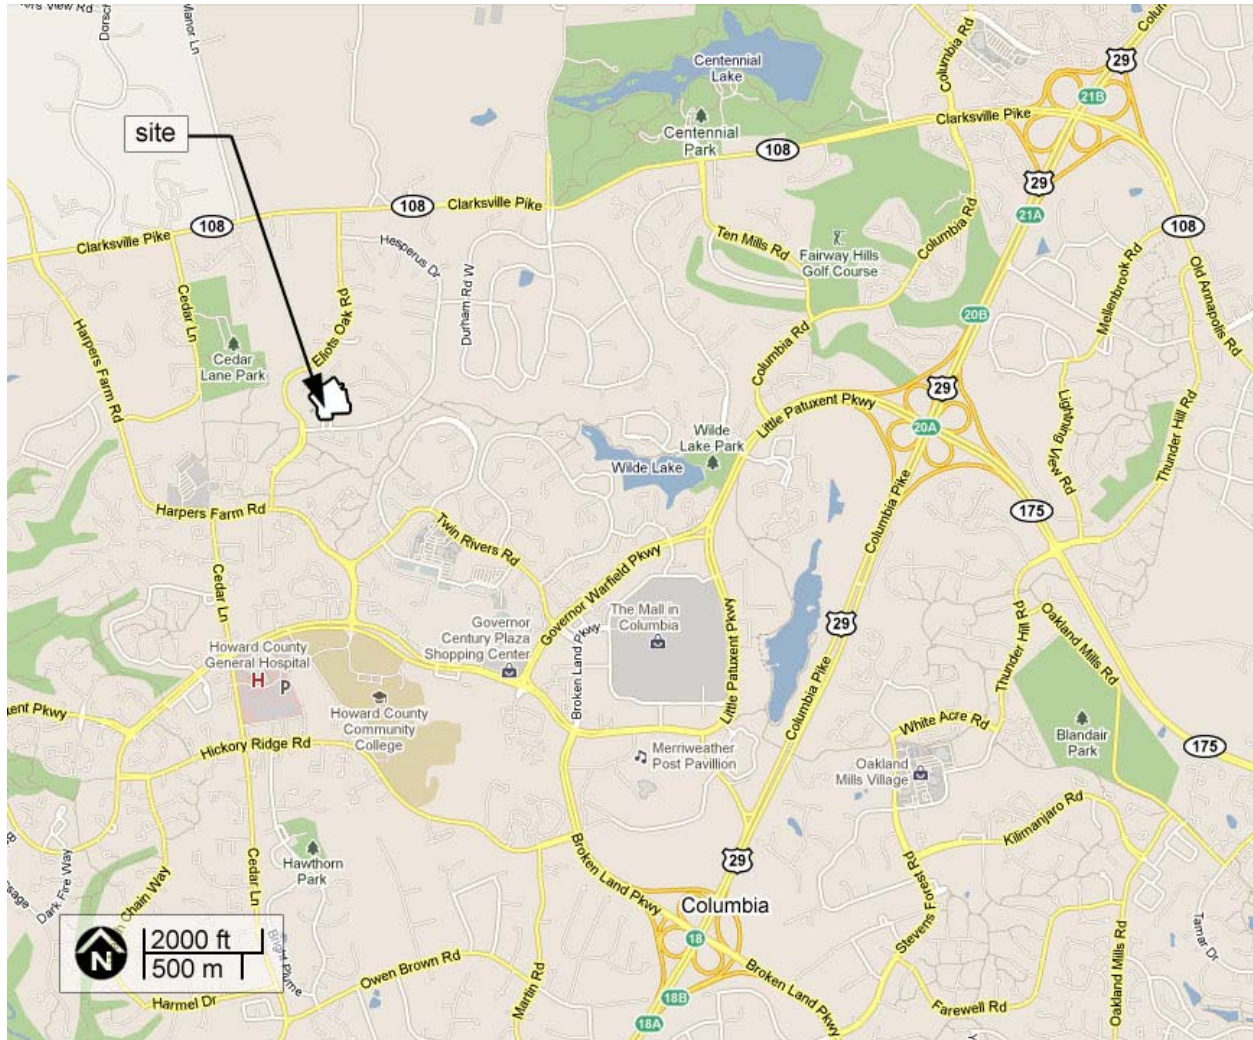 ers View Rd
Dorsch
Manor Ln
Columbia Rd
29
Centennial
Lake
21B
site
Centennial
Park
Clarksville Pike
108
29
108
Clarksville Pike
21A
108
Clarksville Pike
108
Hesperus Dr
Ten Mills Rd
Columbia Rd
Fairway Hills
Golf Course
Mellenbrook Rd
Old Annapolis Rd
Cedar Ln
Eliots Oak Rd
Durham Rd W
20B
Harpers Farm Rd
Cedar
Lane Park
Columbia Rd
29
Little Patuxent Pkwy
20A
Lightning View Rd
Thunder Hill Rd
Wilde
Lake Park
Wilde Lake
Harpers Farm Rd
Twin Rivers Rd
Columbia Pike
175
Cedar Ln
Governor Warfield Pkwy
The Mall in
Columbia
Little Patuxent Pkwy
29
Thunder Hill Rd
Oakland Mills Rd
Governor
Century Plaza
Shopping Center
Broken Land Pkwy
Howard County
General Hospital
H
P
Howard County
Community
College
Columbia Pike
uent Pkwy
Hickory Ridge Rd
White Acre Rd
Blandair
Park
175
Merriweather
Post Pavilion
Oakland
Mills Village
Kilimanjaro Rd
Broken Land Pkwy
29
Hawthorn
Park
Cedar Ln
Dark Fire Way
Chain Way
Columbia
18
Stevens Forest Rd
Tamar Dr
N
2000 ft
500 m
Bright Plume
Owen Brown Rd
Martin Rd
Broken Land Pkwy
Oakland Mills Rd
Harmel Dr
18B
Farewell Rd
18A